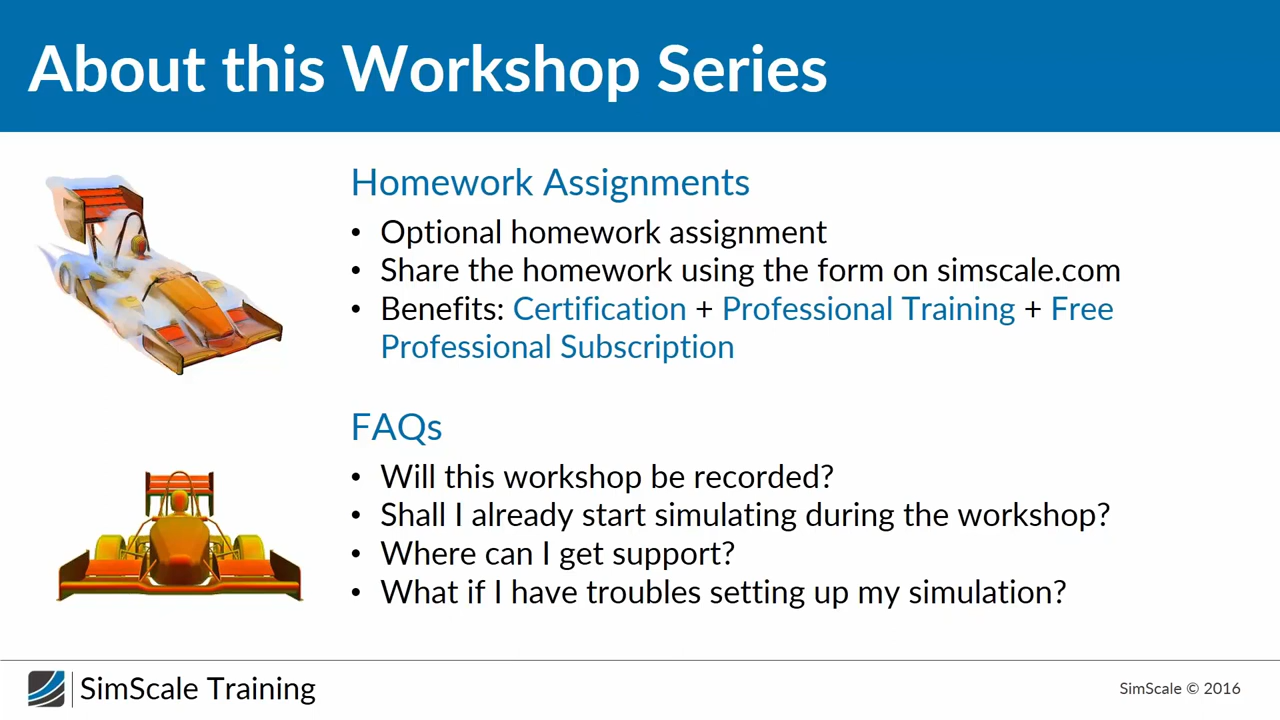 About this Workshop Series
Homework Assignments
• Optional homework assignment
• Share the homework using the form on simscale.com
• Benefits: Certification + Professional Training + Free
Professional Subscription
FAQs
• Will this workshop be recorded?
• Shall I already start simulating during the workshop?
• Where can I get support?
• What if I have troubles setting up my simulation?
SimScale Training
SimScale © 2016